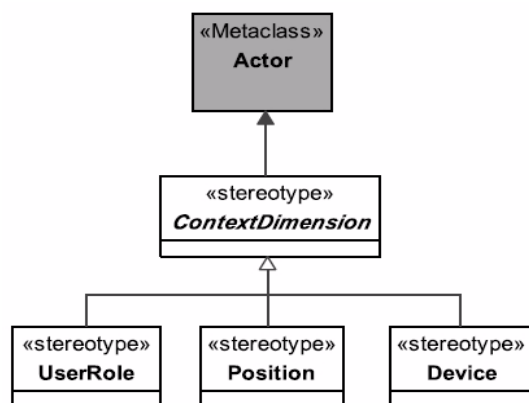 «Metaclass»
Actor
«stereotype»
ContextDimension
«stereotype» «stereotype» «stereotype»
UserRole Position Device